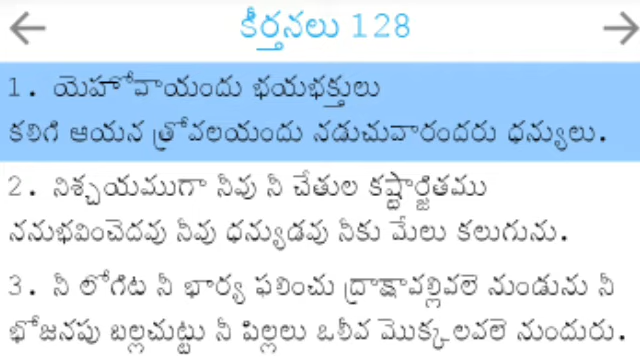 కీర్తనలు 128
1. యెహోవాయందు భయభక్తులు
కలిగి ఆయన త్రోవలయందు నడుచువారందరు ధన్యులు.
2. నిశ్చయముగా నీవు నీ చేతుల కష్టార్జితము
ననుభవించెదవు నీవు ధన్యుడవు నీకు మేలు కలుగును.
3. నీ లోగిట నీ భార్య ఫలించు ద్రాక్షావల్లివలె నుండును నీ
భోజనపు బల్లచుట్టు నీ పిల్లలు ఒలీవ మొక్కలవలె నుందురు.